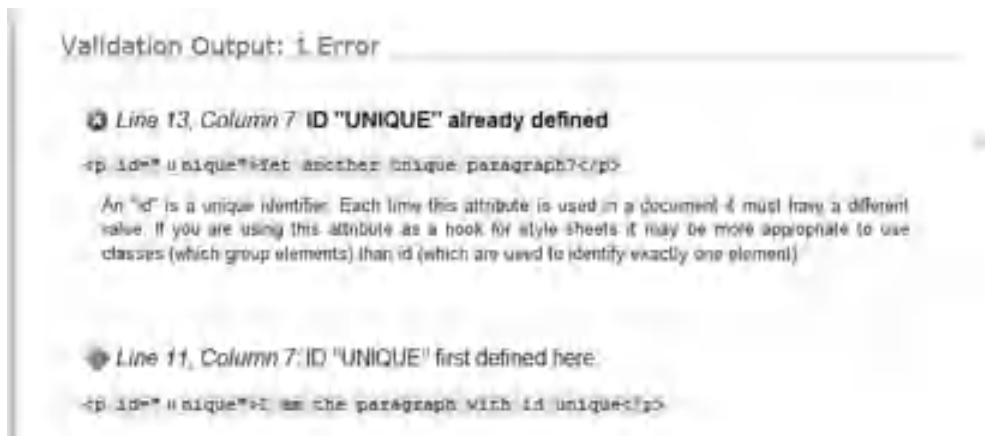 Validation Output: 1 Error
Line 13, Column 7: ID "UNIQUE" already defined
<p id="unique">Yet another unique paragraph?</p>
An "id" is a unique identifier. Each time this attribute is used in a document it must have a different
value. If you are using this attribute as a hook for style sheets it may be more appropriate to use
classes (which group elements) than id (which are used to identify exactly one element).
Line 11, Column 7: ID "UNIQUE" first defined here.
<p id="unique">I am the paragraph with id unique</p>